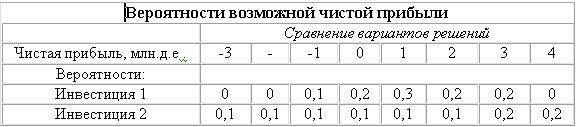 Вероятности возможной чистой прибыли
Сравнение вариантов решений
Чистая прибыль, млн.д.е. -3 - -1 0 1 2 3 4
Вероятности:
Инвестиция 1 0 0 0,1 0,2 0,3 0,2 0,2 0
Инвестиция 2 0,1 0,1 0,1 0,1 0,1 0,1 0,2 0,2